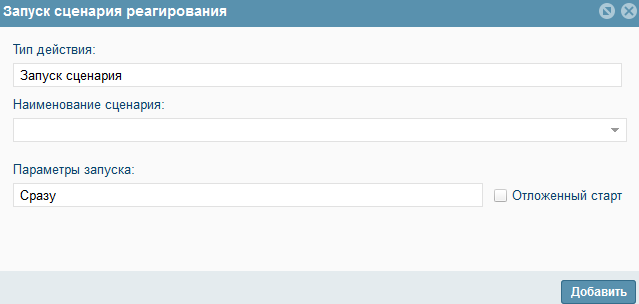 Запуск сценария реагирования
Тип действия:
Запуск сценария
Наименование сценария:
Параметры запуска:
Сразу
Отложенный старт
Добавить